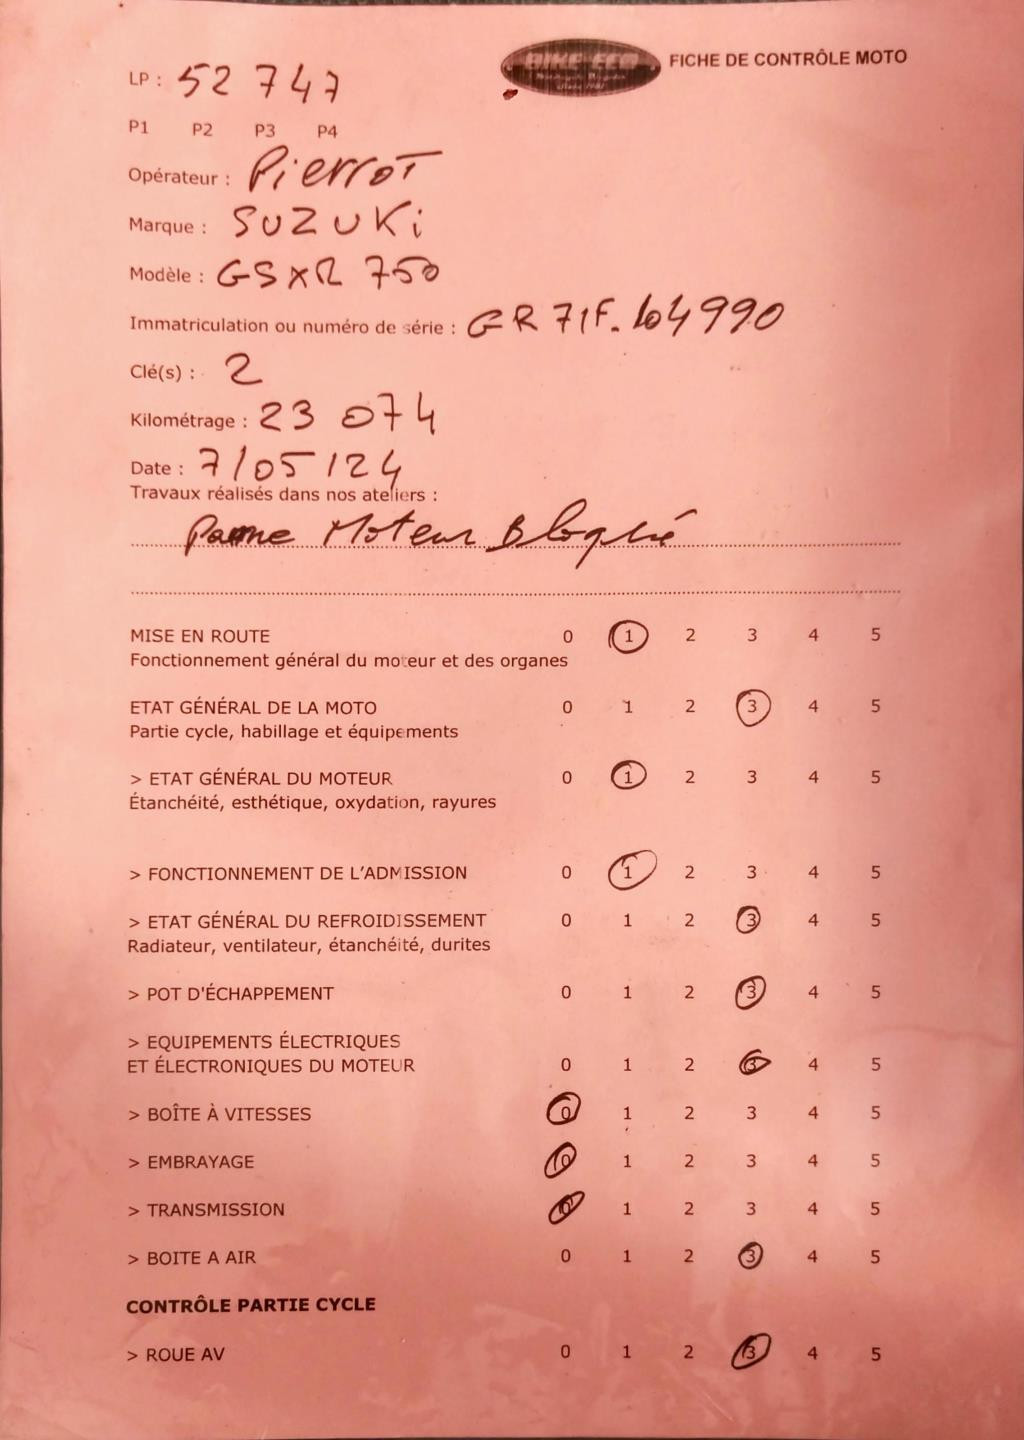 BIKE-ECO
FICHE DE CONTRÔLE MOTO
LP : 52 747
P1 P2 P3 P4
Opérateur : Pierrot
Marque : SUZUKi
Modèle : GSXR 750
Immatriculation ou numéro de série : GR71F.104990
Clé(s) : 2
Kilométrage : 23 074
Date : 7/05/24
Travaux réalisés dans nos ateliers :
Panne Moteur Bloqué
MISE EN ROUTE 0 1 2 3 4 5
Fonctionnement général du moteur et des organes
ETAT GÉNÉRAL DE LA MOTO 0 1 2 3 4 5
Partie cycle, habillage et équipements
> ETAT GÉNÉRAL DU MOTEUR 0 1 2 3 4 5
Étanchéité, esthétique, oxydation, rayures
> FONCTIONNEMENT DE L'ADMISSION 0 1 2 3 4 5
> ETAT GÉNÉRAL DU REFROIDISSEMENT 0 1 2 3 4 5
Radiateur, ventilateur, étanchéité, durites
> POT D'ÉCHAPPEMENT 0 1 2 3 4 5
> EQUIPEMENTS ÉLECTRIQUES
ET ÉLECTRONIQUES DU MOTEUR 0 1 2 3 4 5
> BOÎTE À VITESSES 0 1 2 3 4 5
> EMBRAYAGE 0 1 2 3 4 5
> TRANSMISSION 0 1 2 3 4 5
> BOITE A AIR 0 1 2 3 4 5
CONTRÔLE PARTIE CYCLE
> ROUE AV 0 1 2 3 4 5